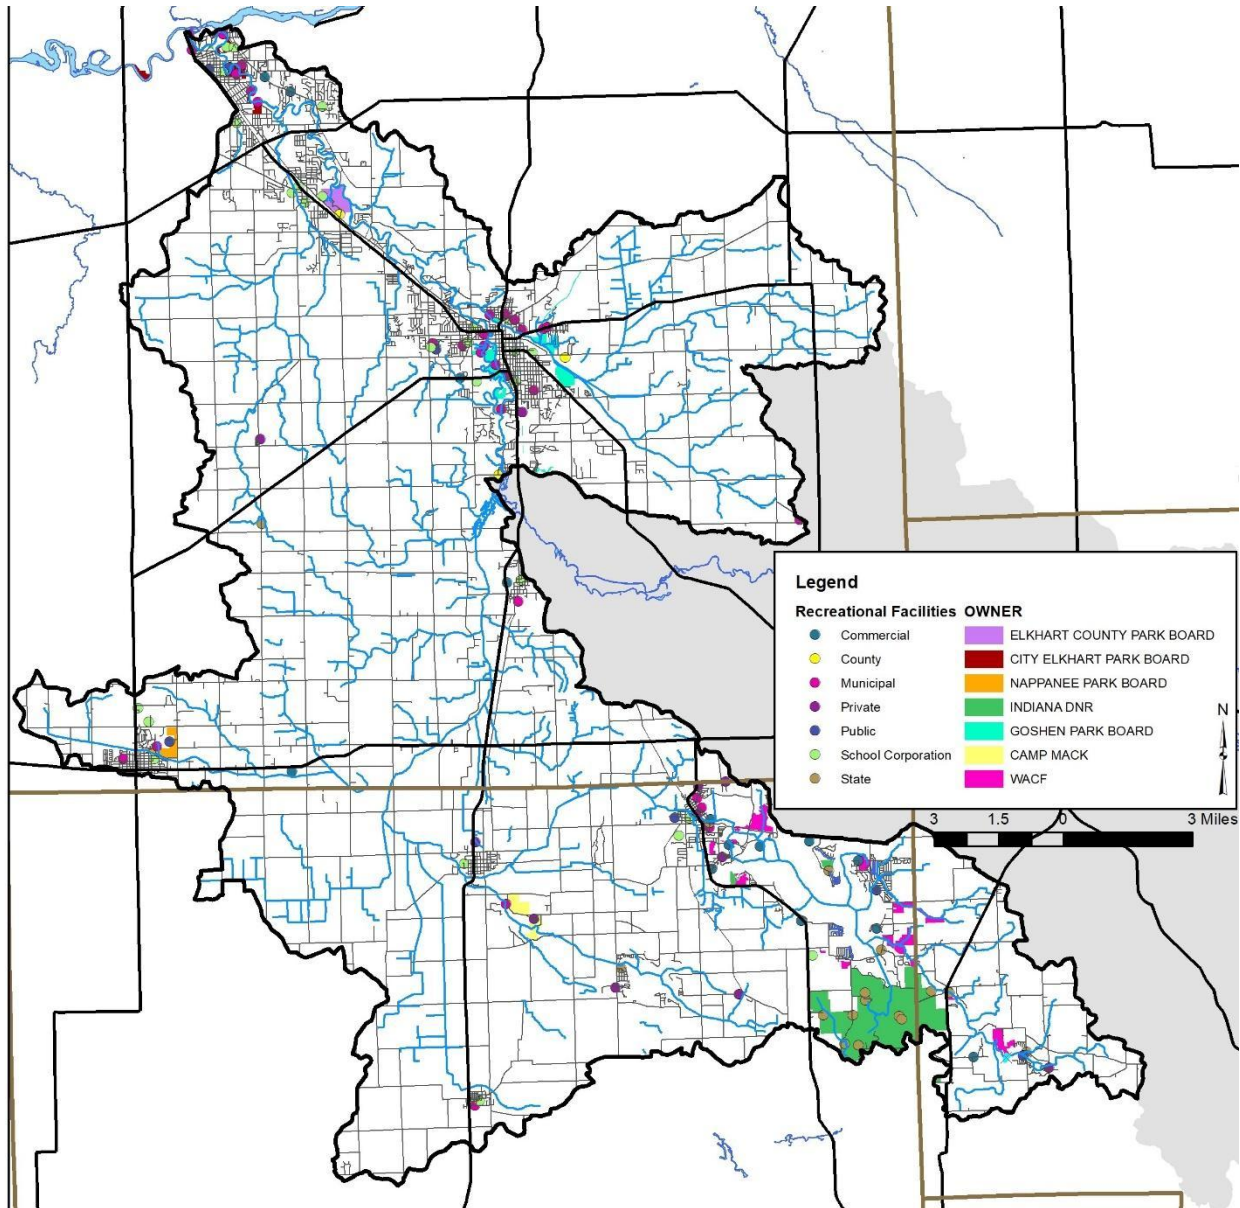 Legend
Recreational Facilities OWNER
Commercial ELKHART COUNTY PARK BOARD
County CITY ELKHART PARK BOARD
Municipal NAPPANEE PARK BOARD
Private INDIANA DNR
Public GOSHEN PARK BOARD
School Corporation CAMP MACK
State WACF
N
3 1.5 0 3 Miles